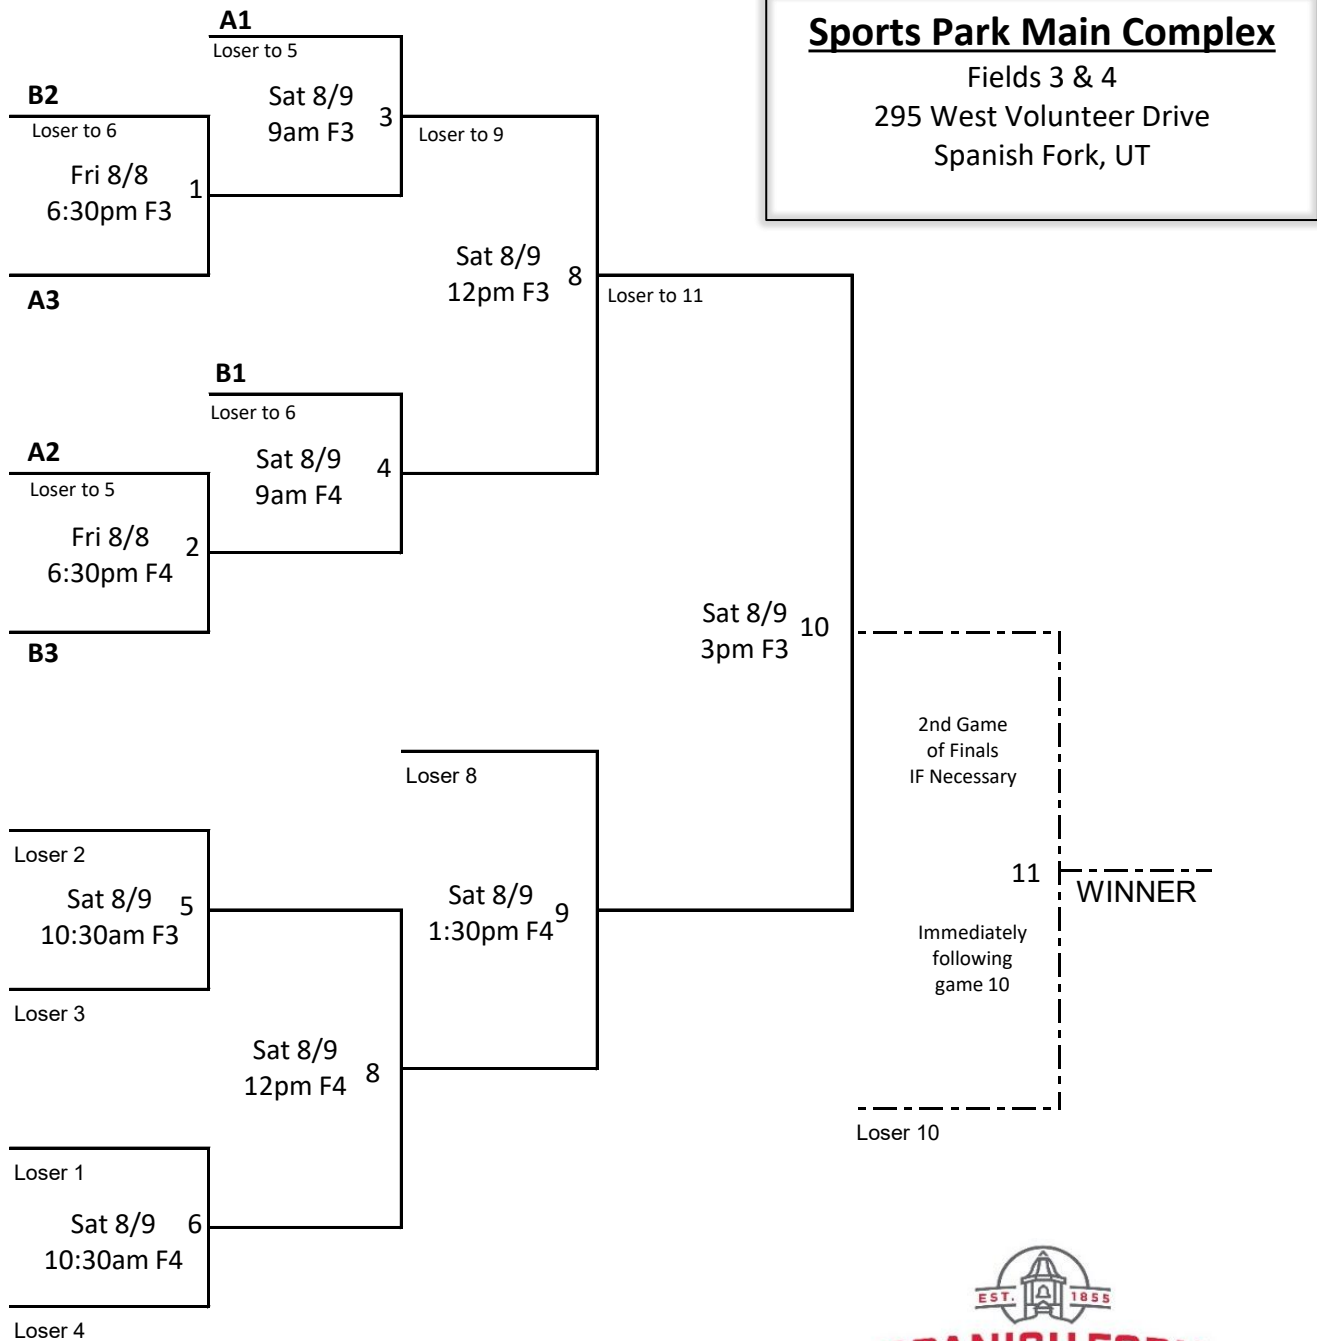 A1
Loser to 5
Sat 8/9
9am F3
3
Sports Park Main Complex
Fields 3 & 4
295 West Volunteer Drive
Spanish Fork, UT
B2
Loser to 6
Fri 8/8
6:30pm F3
1
A3
Loser to 9
Sat 8/9
12pm F3
8
Loser to 11
B1
Loser to 6
Sat 8/9
9am F4
4
A2
Loser to 5
Fri 8/8
6:30pm F4
2
B3
Sat 8/9
3pm F3
10
2nd Game
of Finals
IF Necessary
11
WINNER
Immediately
following
game 10
Loser 10
Loser 8
Sat 8/9
1:30pm F4
9
Loser 2
Sat 8/9
10:30am F3
5
Loser 3
Sat 8/9
12pm F4
8
Loser 1
Sat 8/9
10:30am F4
6
Loser 4
EST. 1855
SPANISH FORK